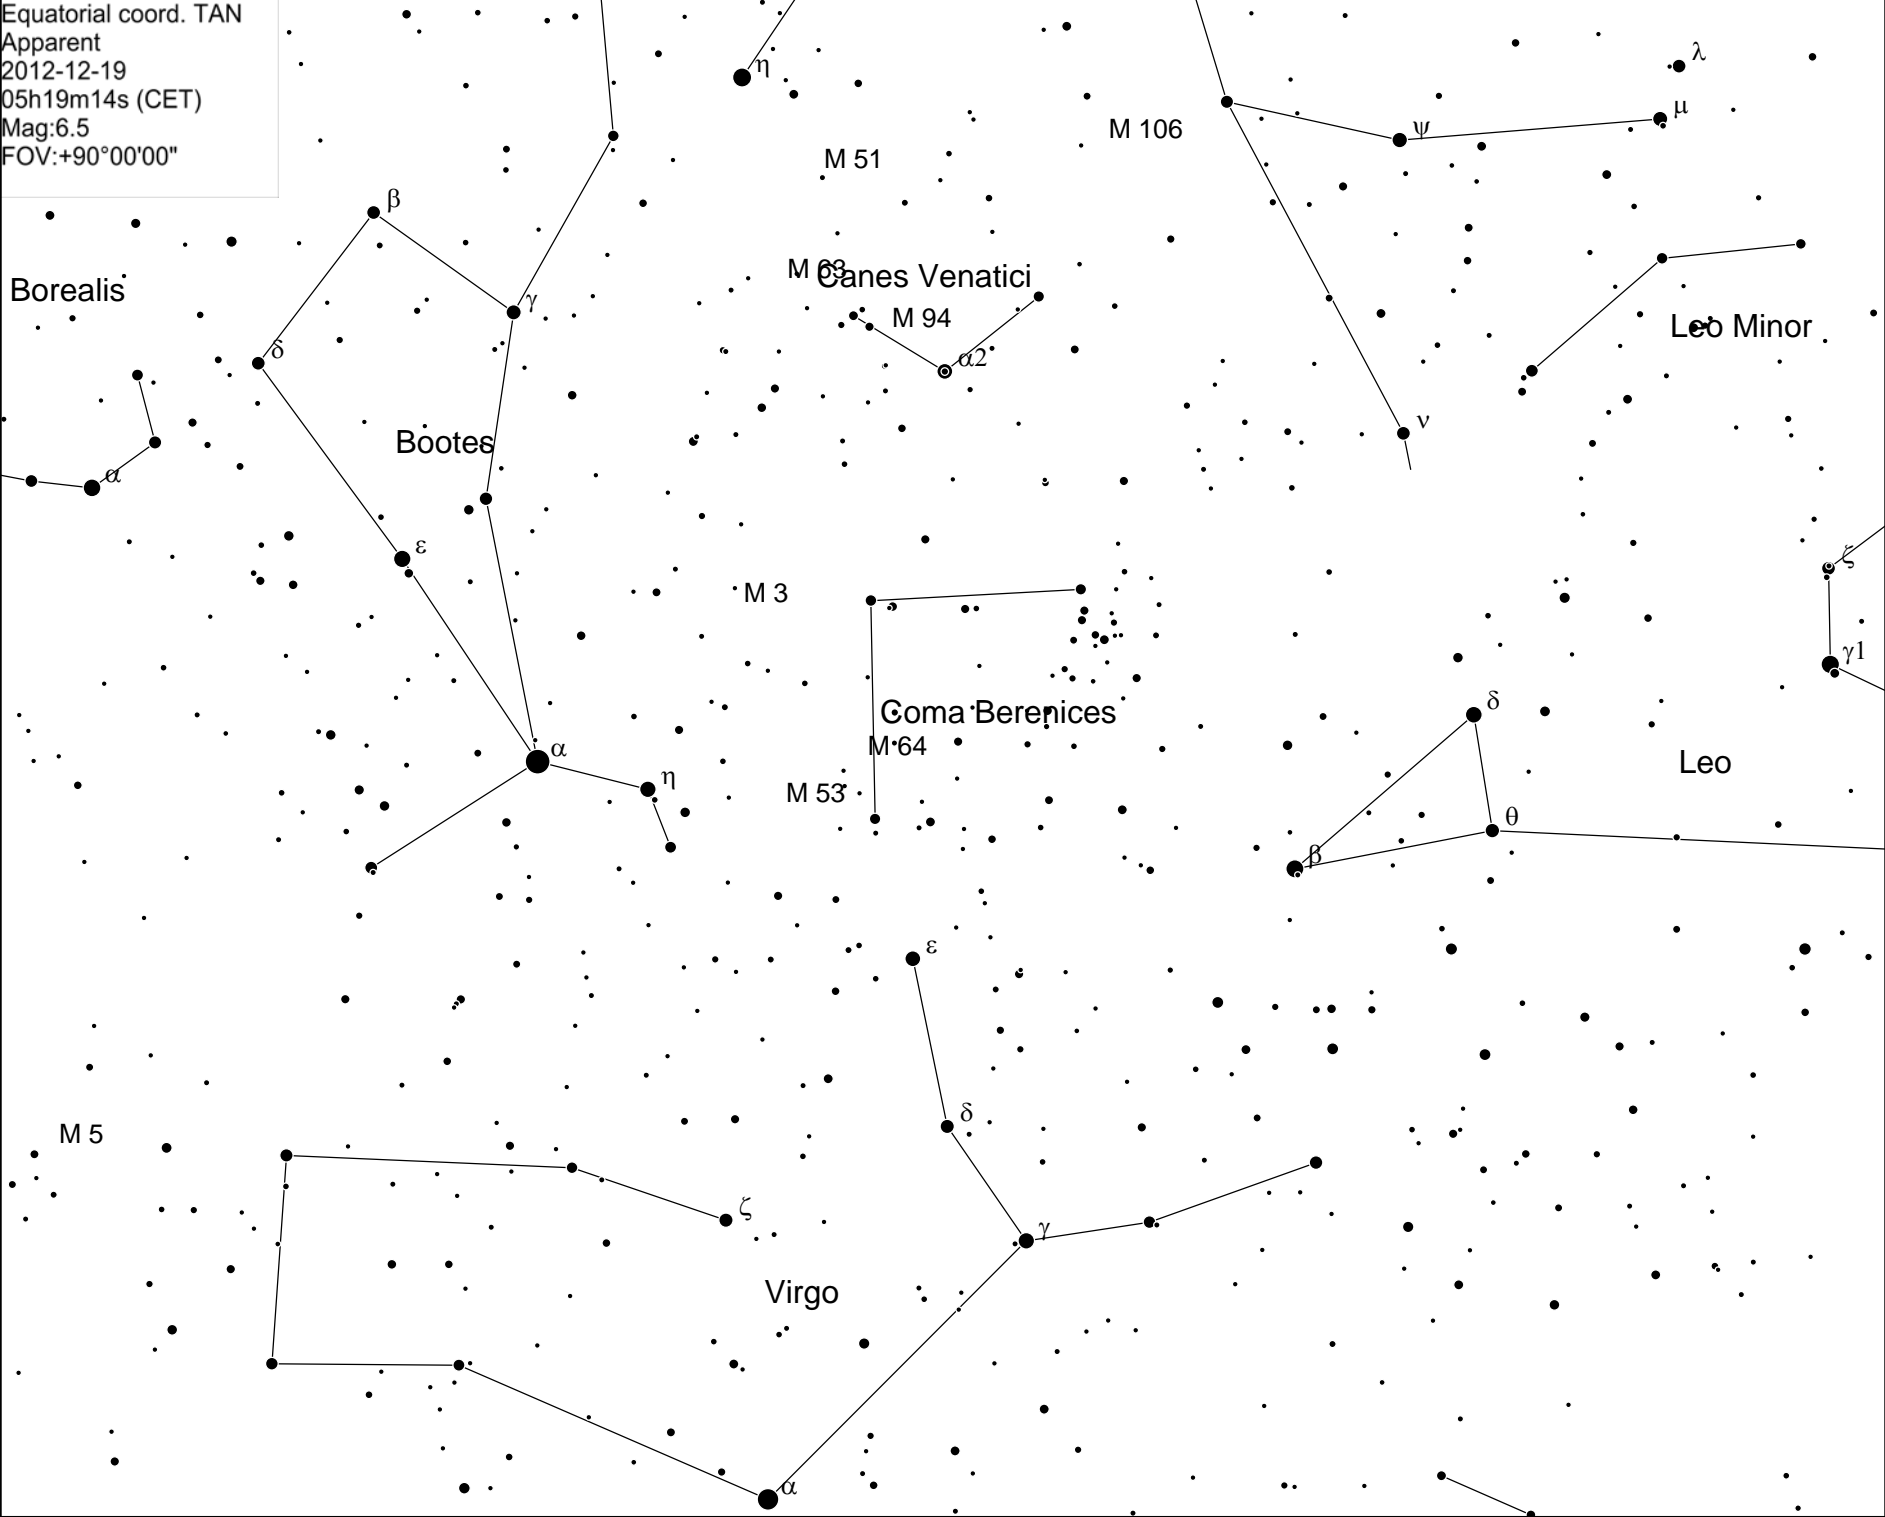 Equatorial coord. TAN
Apparent
2012-12-19
05h19m14s (CET)
Mag:6.5
FOV:+90°00'00"
η
λ
μ
ψ
M 106
M 51
β
Borealis
M 63
Canes Venatici
γ
M 94
Leo Minor
δ
α2
ν
Bootes
α
ε
ζ
M 3
γ1
δ
Coma Berenices
α
M 64
Leo
η
M 53
θ
β
ε
δ
M 5
ζ
γ
Virgo
α